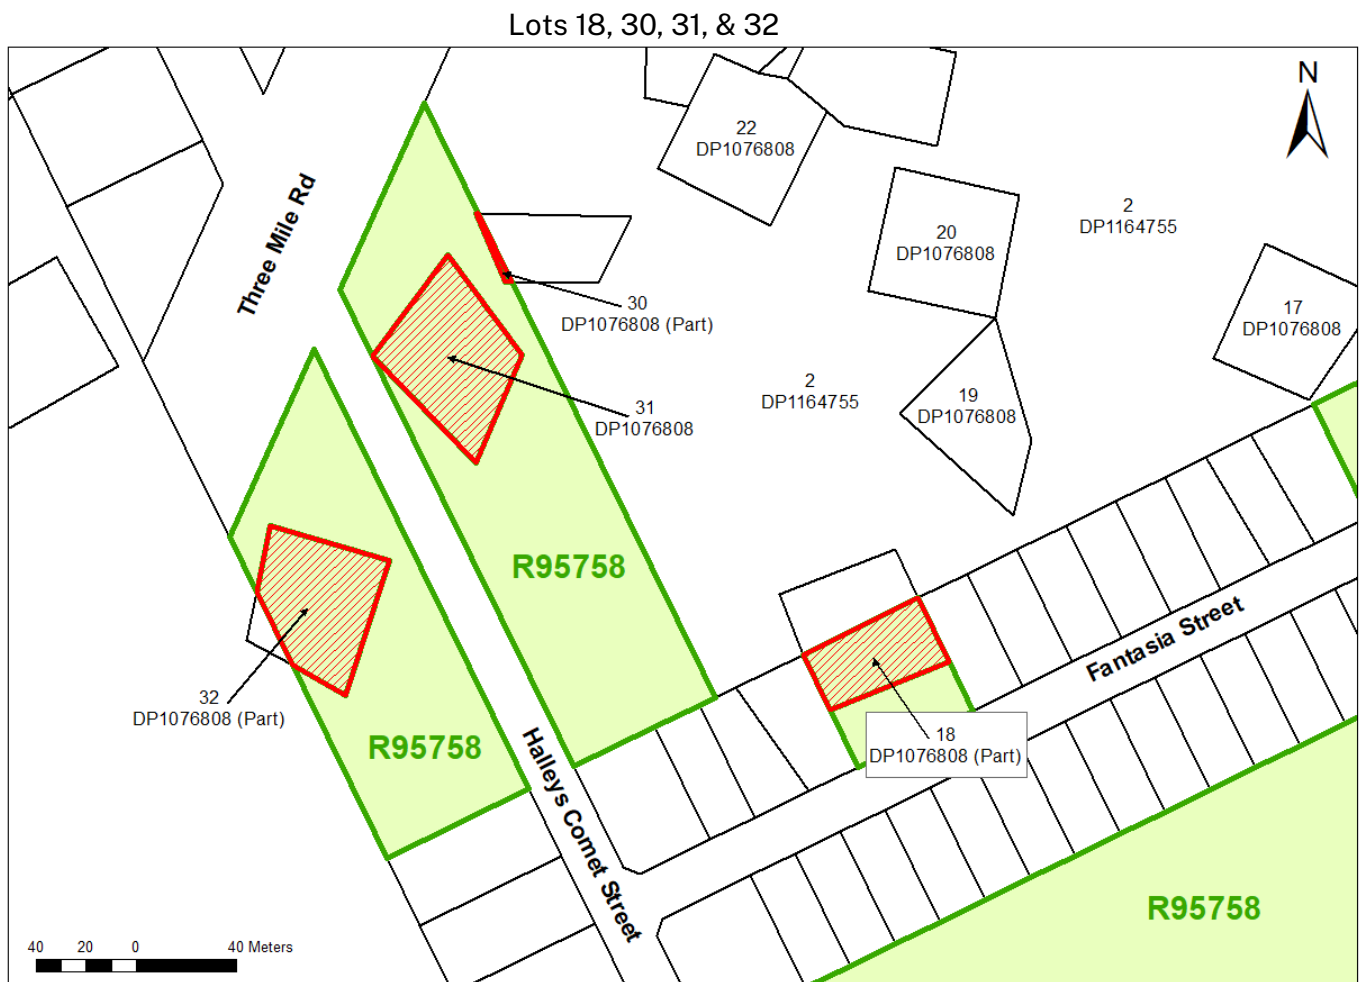 Lots 18, 30, 31, & 32
N
22
DP1076808
20
DP1076808
2
DP1164755
17
DP1076808
Three Mile Rd
30
DP1076808 (Part)
31
DP1076808
2
DP1164755
19
DP1076808
R95758
Fantasia Street
32
DP1076808 (Part)
R95758
18
DP1076808 (Part)
Halleys Comet Street
R95758
40 20 0 40 Meters